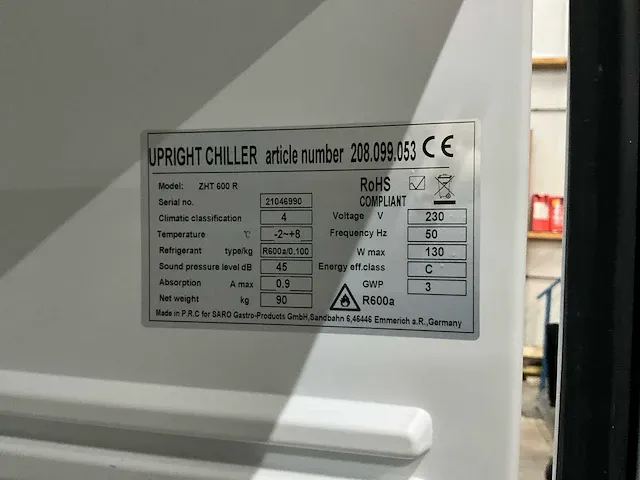 UPRIGHT CHILLER article number 208.099.053 CE
Model: ZHT 600 R
RoHS COMPLIANT
Serial no. 21046990
Climatic classification 4
Voltage V 230
Temperature ℃ -2~+8
Frequency Hz 50
Refrigerant type/kg R600a/0.100
W max 130
Sound pressure level dB 45
Energy eff.class C
Absorption A max 0.9
GWP 3
Net weight kg 90
R600a
Made in P.R.C for SARO Gastro-Products GmbH,Sandbahn 6,46446 Emmerich a.R.,Germany